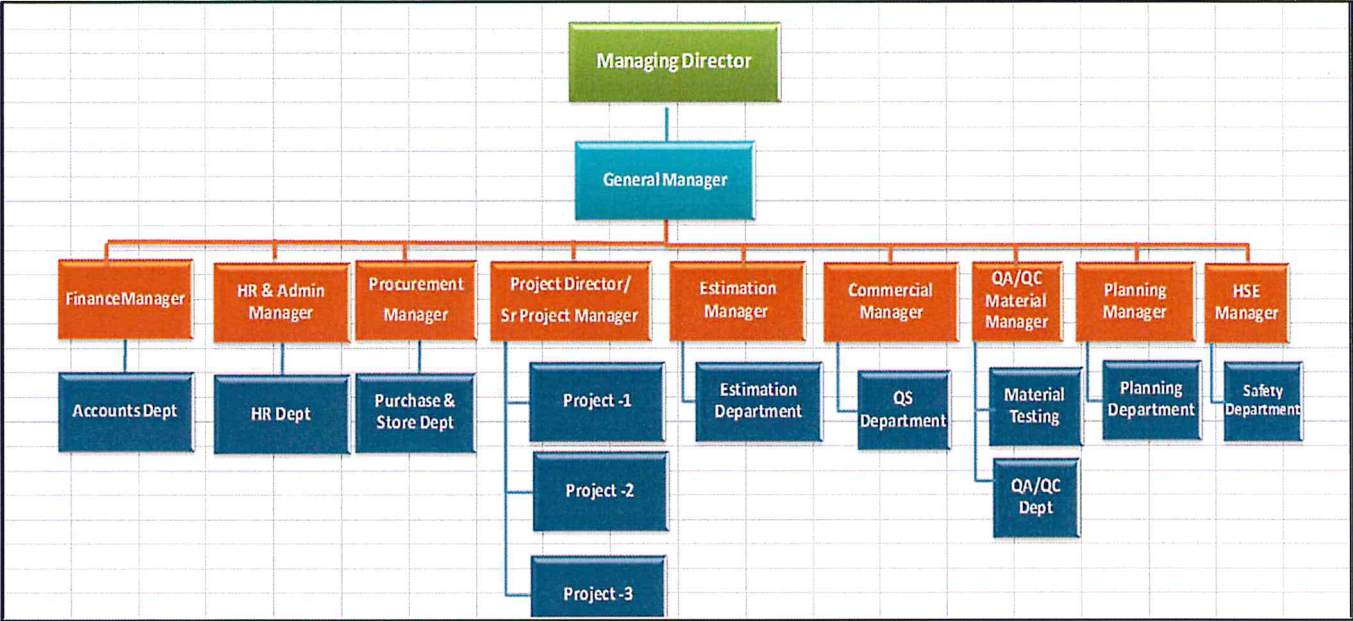 Managing Director
General Manager
Finance Manager
HR & Admin
Manager
Procurement
Manager
Project Director/
Sr Project Manager
Estimation
Manager
Commercial
Manager
QA/QC
Material
Manager
Planning
Manager
HSE
Manager
Accounts Dept
HR Dept
Purchase &
Store Dept
Project -1
Project -2
Project -3
Estimation
Department
QS
Department
Material
Testing
QA/QC
Dept
Planning
Department
Safety
Department